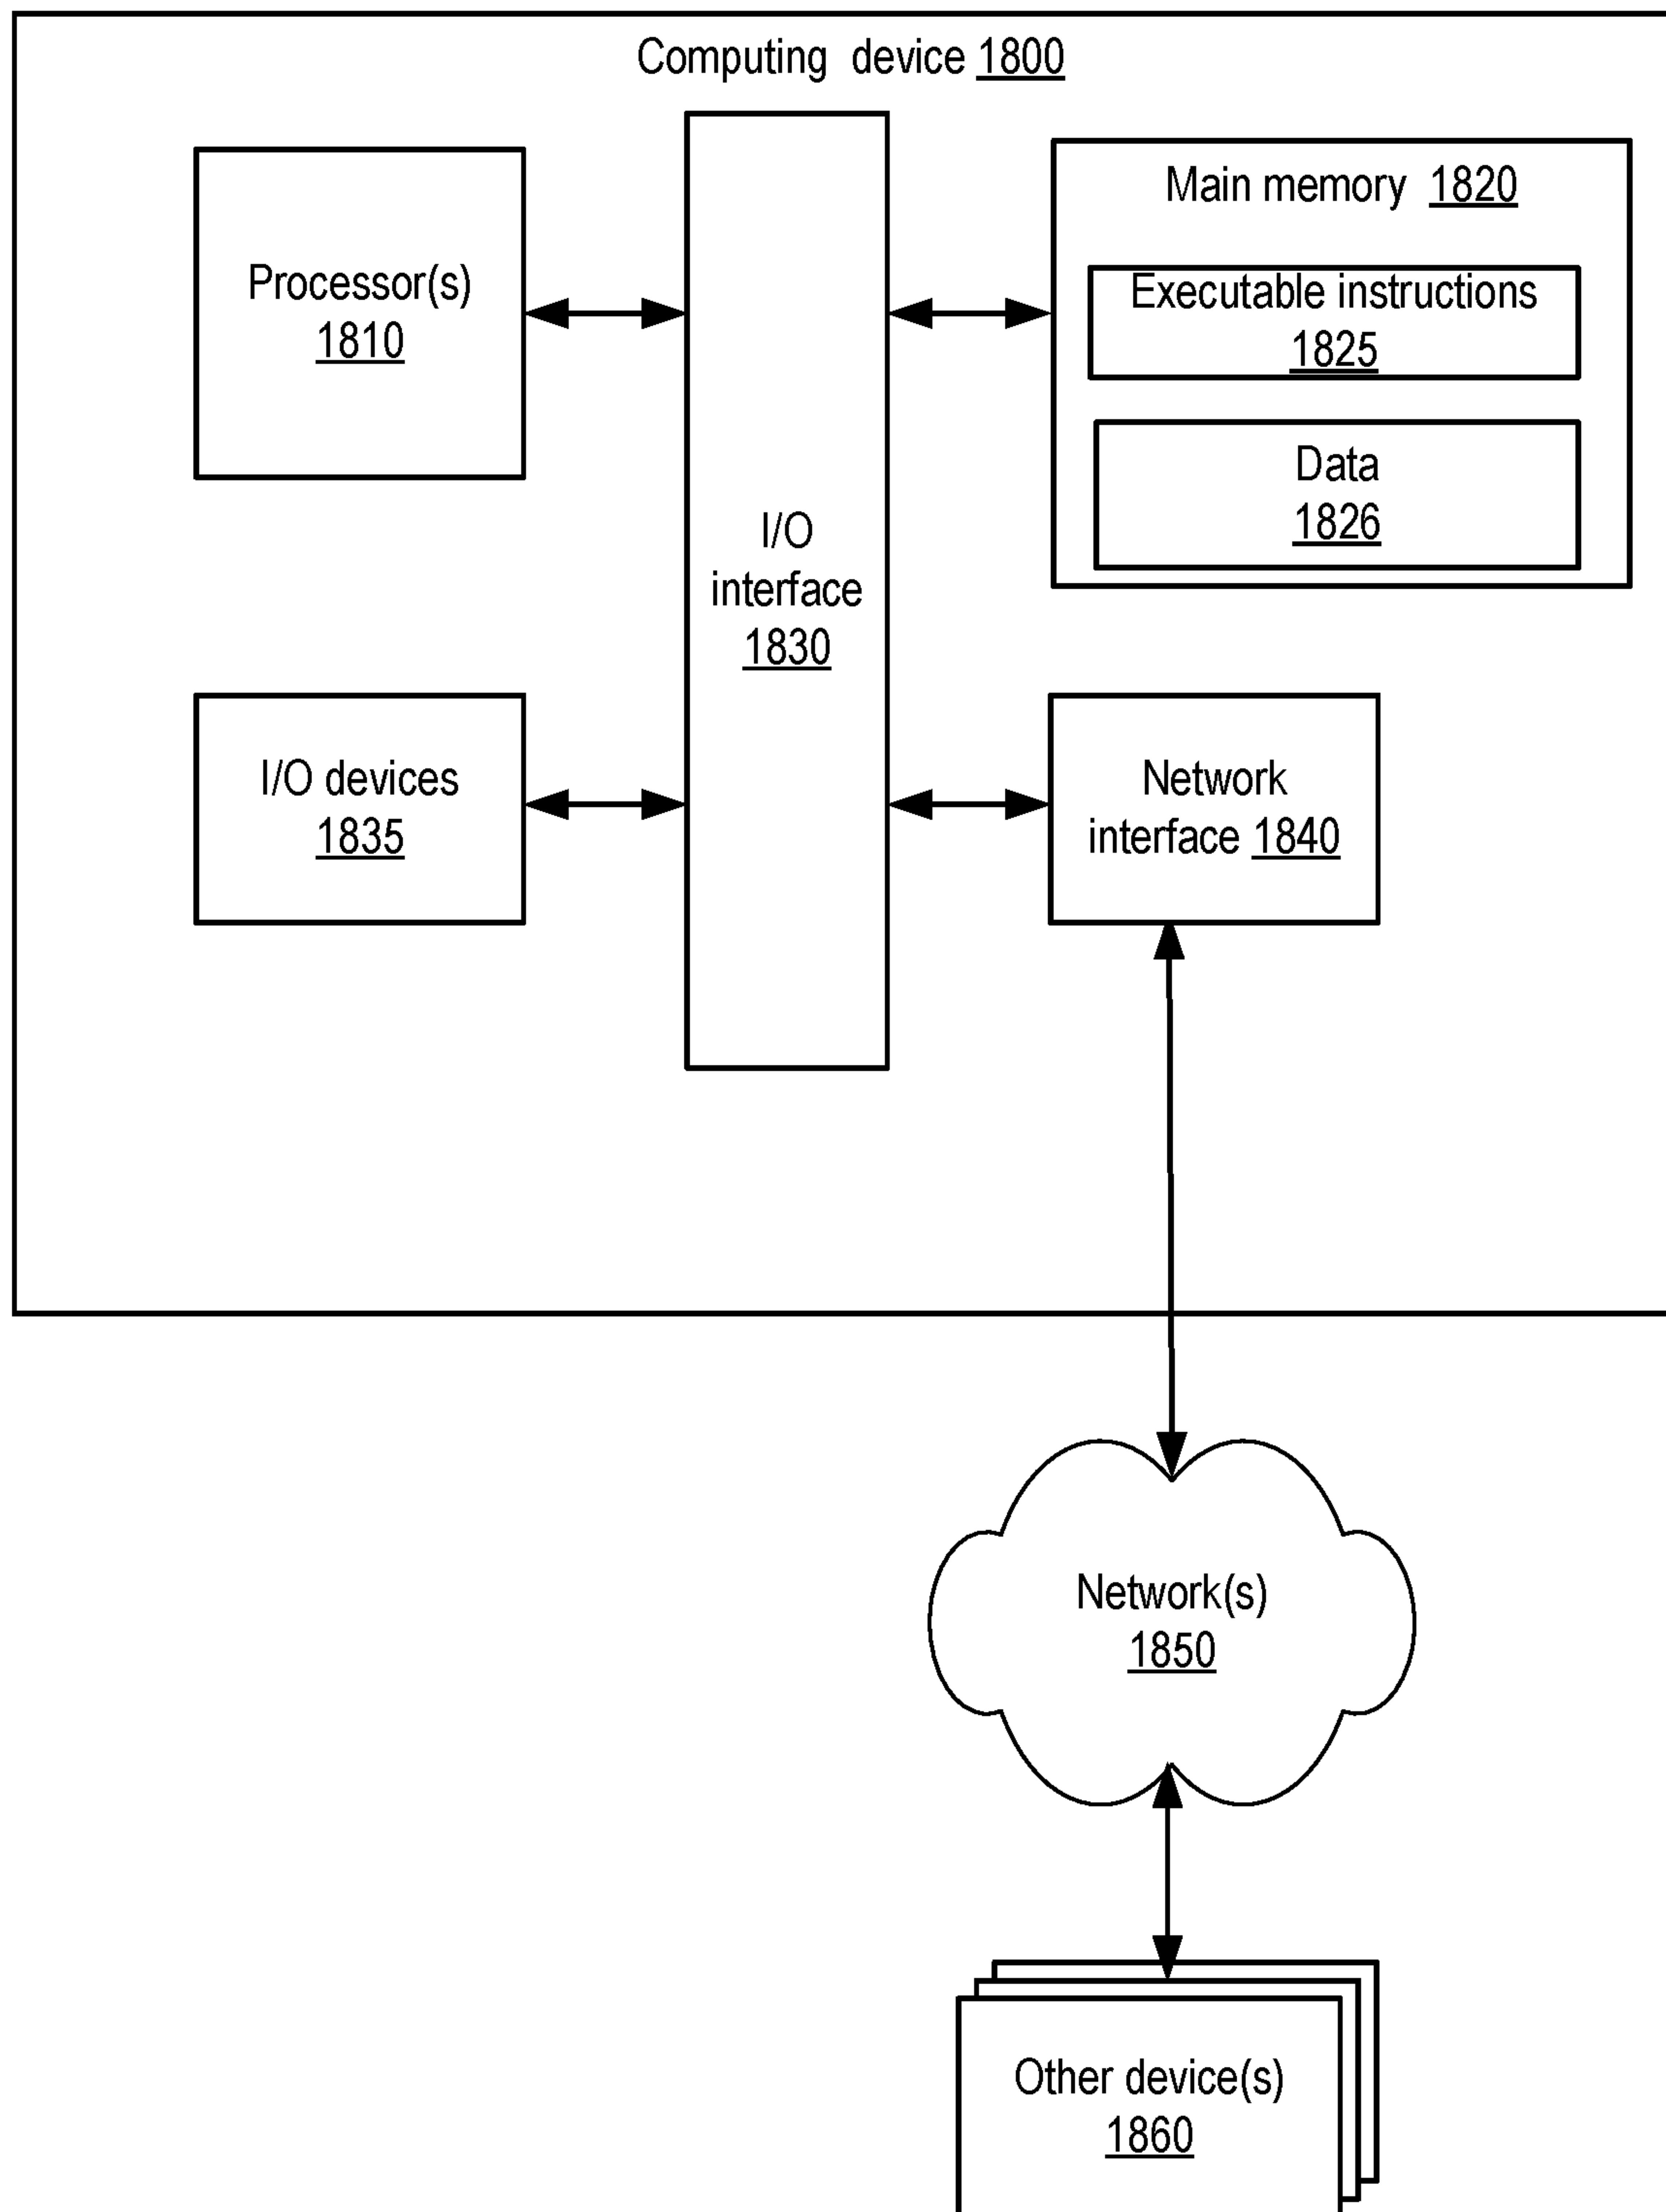 Computing device 1800
Processor(s)
1810
I/O
interface
1830
Main memory 1820
Executable instructions
1825
Data
1826
I/O devices
1835
Network
interface 1840
Network(s)
1850
Other device(s)
1860